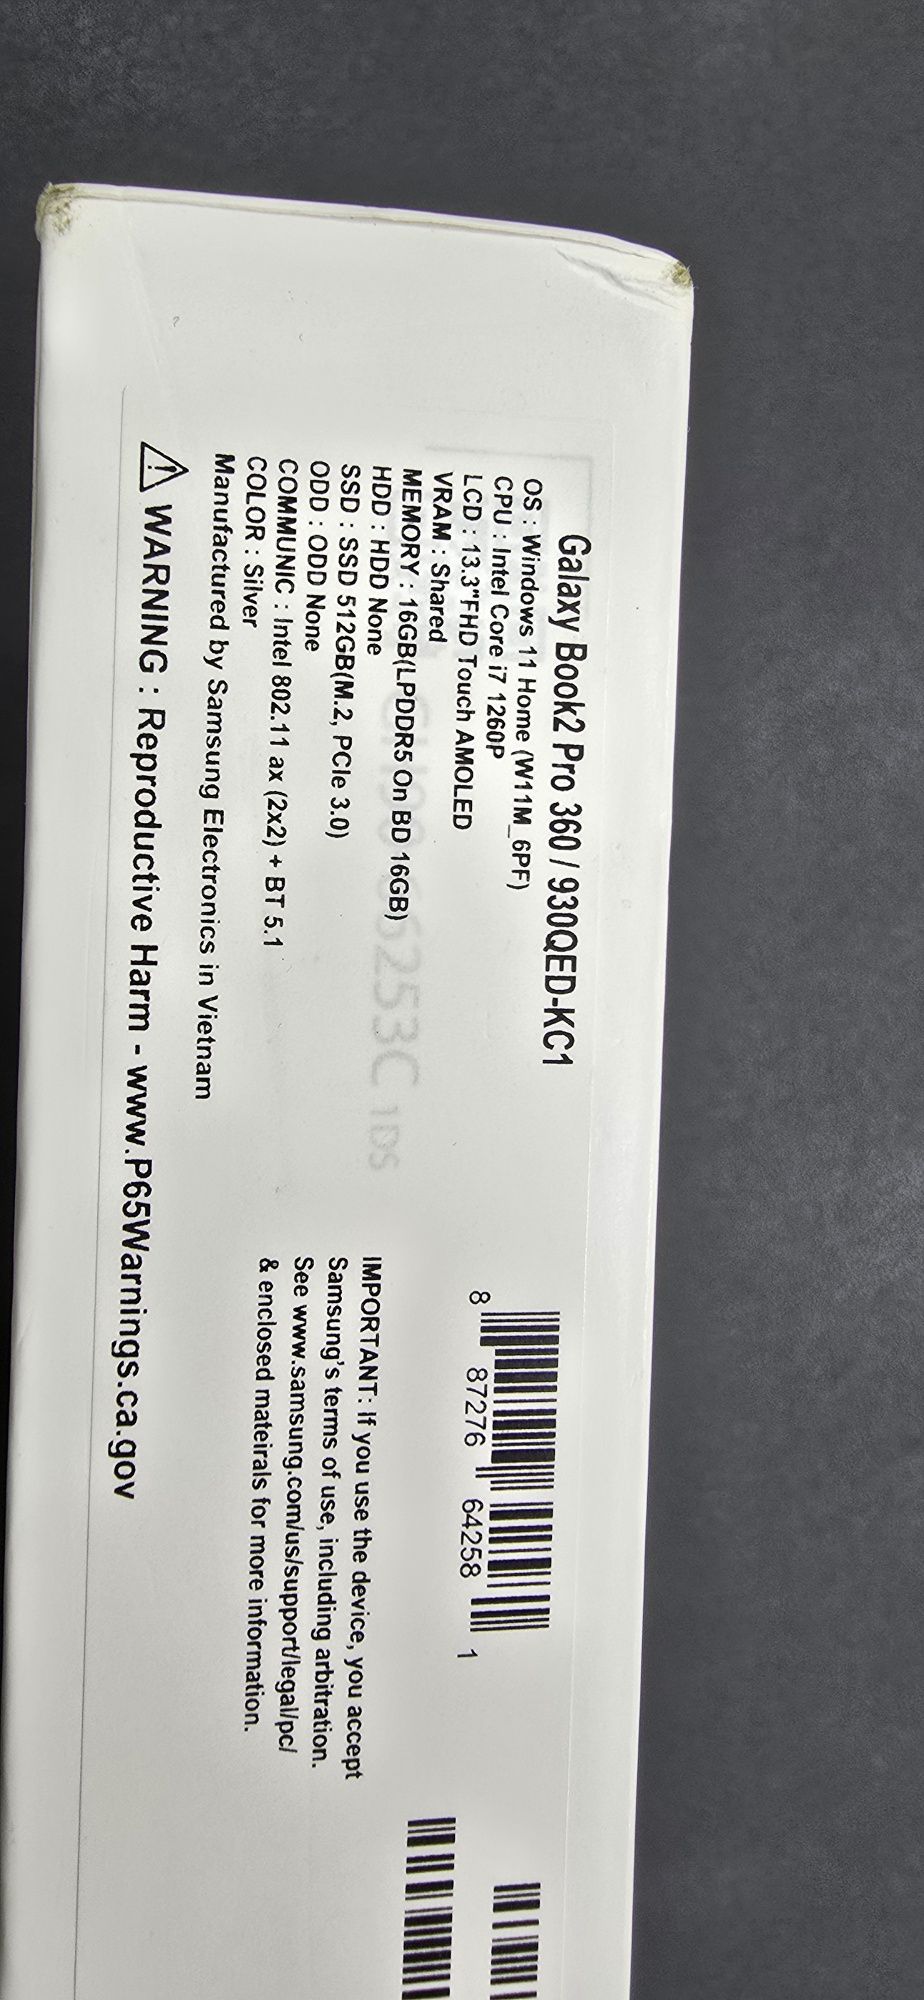 Galaxy Book2 Pro 360 / 930QED-KC1
OS : Windows 11 Home (W11M_6PF)
CPU : Intel Core i7 1260P
LCD : 13.3"FHD Touch AMOLED
VRAM : Shared
MEMORY : 16GB(LPDDR5 On BD 16GB)
HDD : HDD None
SSD : SSD 512GB(M.2, PCIe 3.0)
ODD : ODD None
COMMUNIC : Intel 802.11 ax (2x2) + BT 5.1
COLOR : Silver
Manufactured by Samsung Electronics in Vietnam
WARNING : Reproductive Harm - www.P65Warnings.ca.gov
8 87276 64258 1
IMPORTANT: If you use the device, you accept
Samsung's terms of use, including arbitration.
See www.samsung.com/us/support/legal/pc/
& enclosed mateirals for more information.